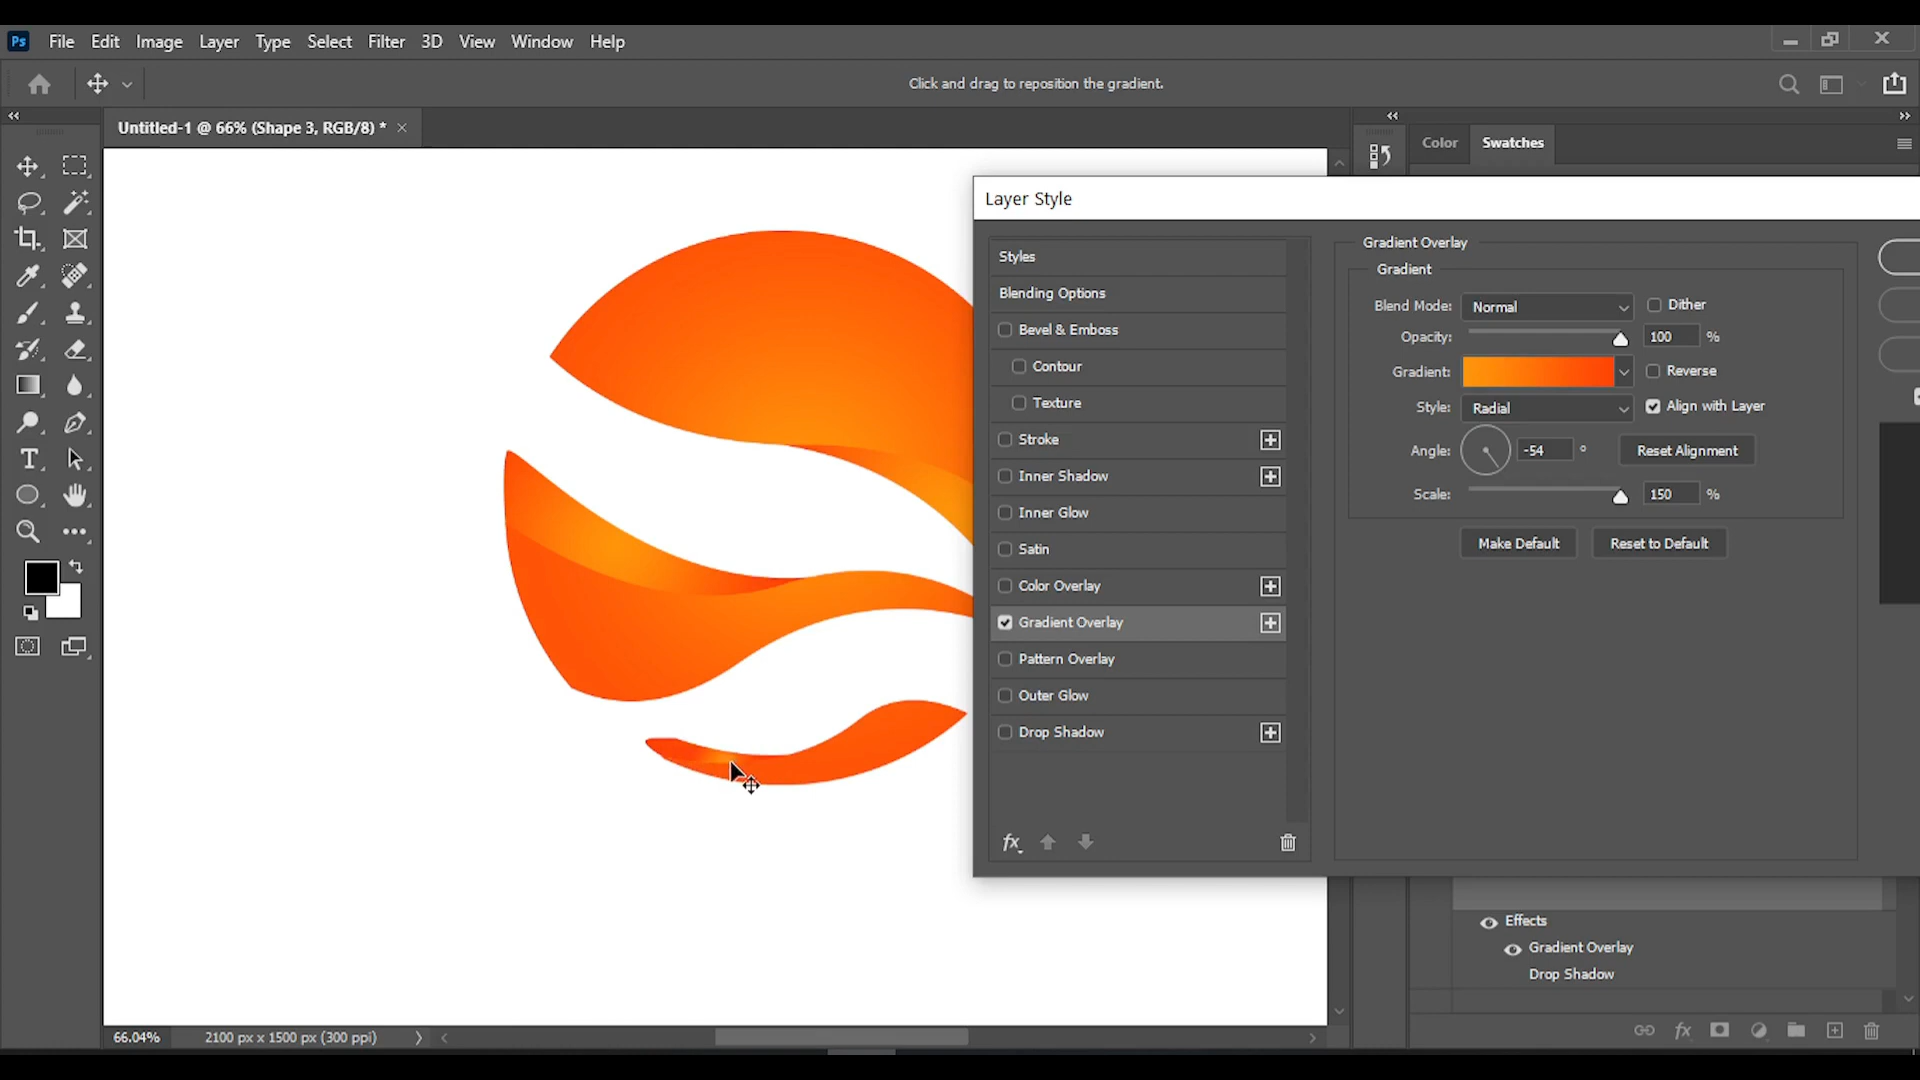 Ps File Edit Image Layer Type Select Filter 3D View Window Help
Click and drag to reposition the gradient.
Untitled-1 @ 66% (Shape 3, RGB/8) *
Color Swatches
Layer Style
Styles
Blending Options
Bevel & Emboss
Contour
Texture
Stroke
Inner Shadow
Inner Glow
Satin
Color Overlay
Gradient Overlay
Pattern Overlay
Outer Glow
Drop Shadow
fx
Gradient Overlay
Gradient
Blend Mode: Normal Dither
Opacity: 100 %
Gradient: Reverse
Style: Radial Align with Layer
Angle: -54 ° Reset Alignment
Scale: 150 %
Make Default Reset to Default
Effects
Gradient Overlay
Drop Shadow
fx
66.04% 2100 px x 1500 px (300 ppi)